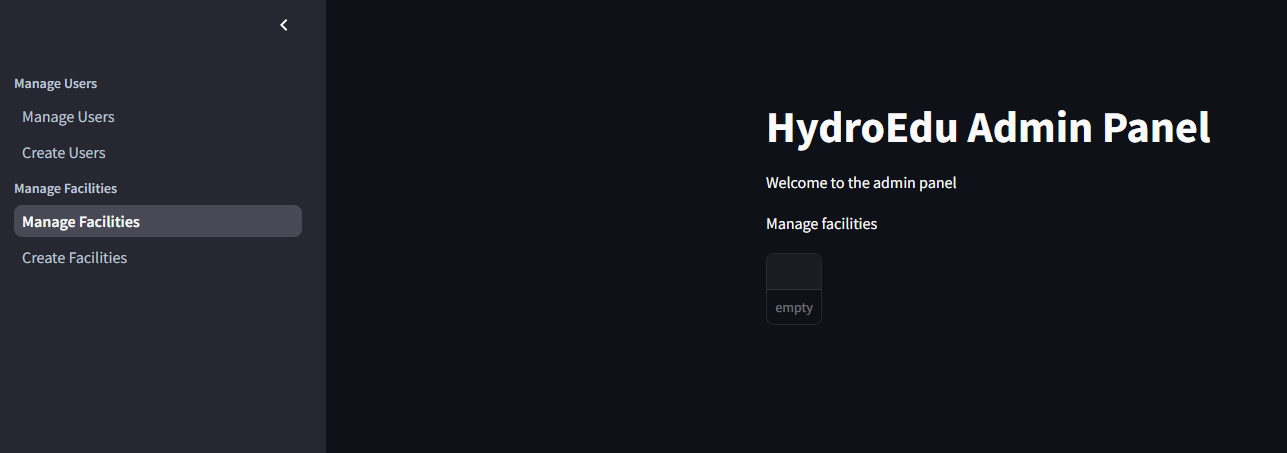 Manage Users
Manage Users
Create Users
Manage Facilities
Manage Facilities
Create Facilities
HydroEdu Admin Panel
Welcome to the admin panel
Manage facilities
empty